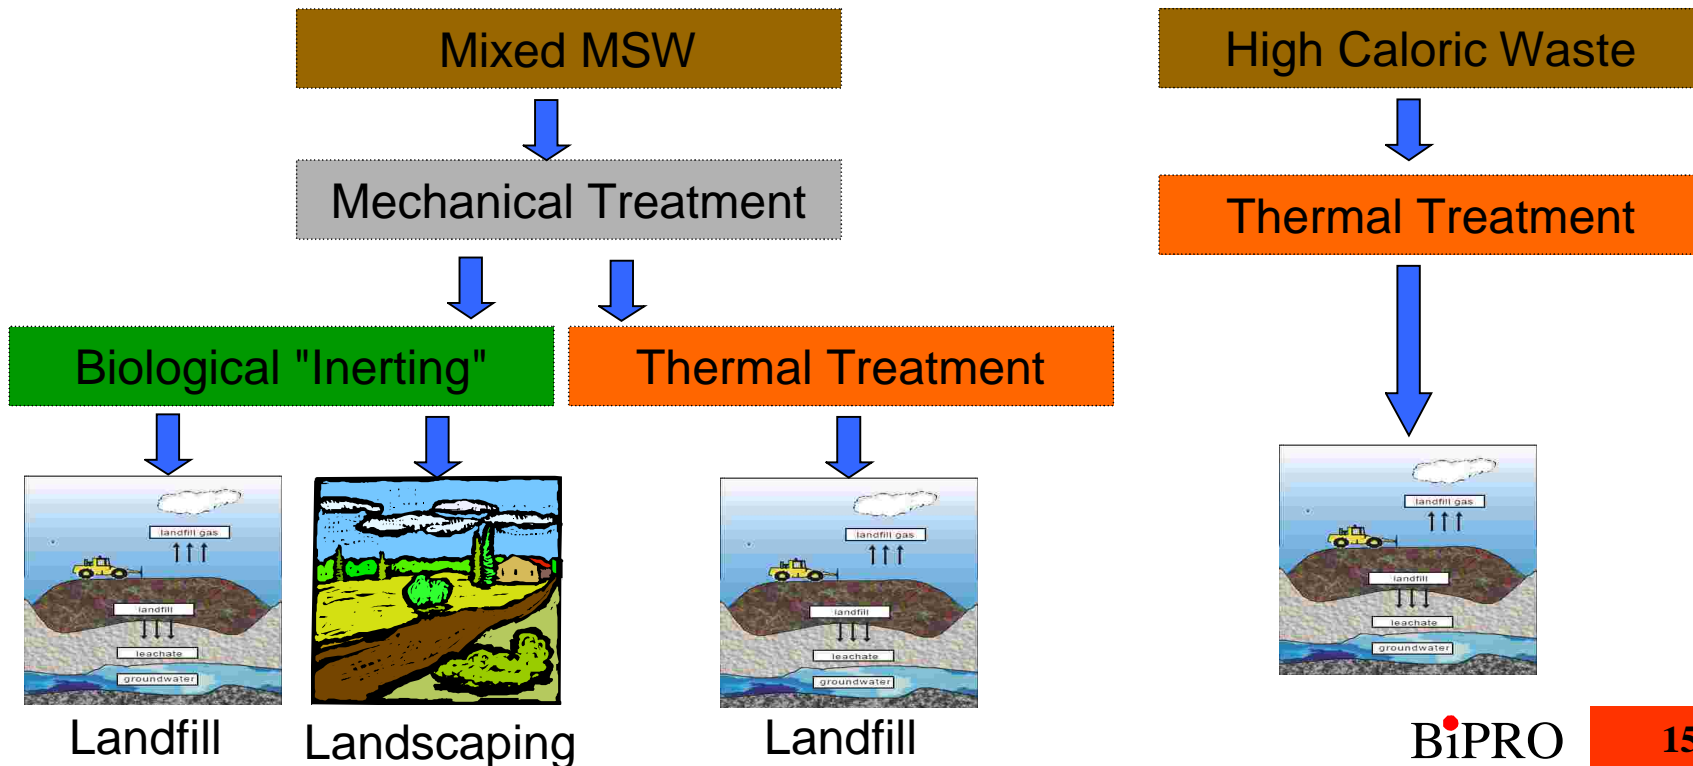 Mixed MSW
High Caloric Waste
Mechanical Treatment
Thermal Treatment
Biological "Inerting"
Thermal Treatment
landfill gas
landfill
leachate
groundwater
landfill gas
landfill
leachate
groundwater
landfill gas
landfill
leachate
groundwater
Landfill
Landscaping
Landfill
BiPRO
15